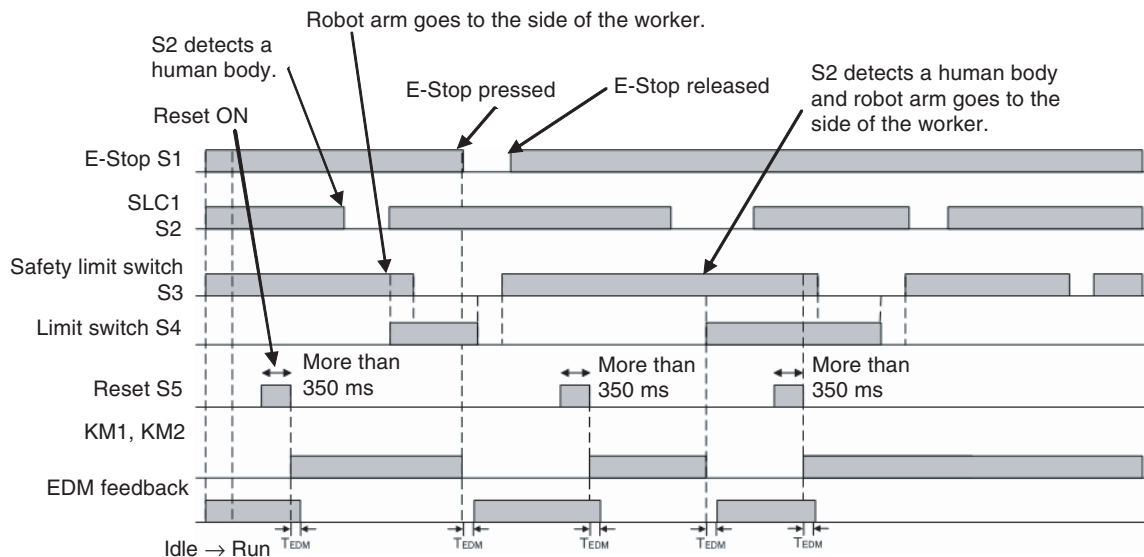 Robot arm goes to the side of the worker.
S2 detects a
human body.
E-Stop pressed
E-Stop released
S2 detects a human body
and robot arm goes to the
side of the worker.
Reset ON
E-Stop S1
SLC1
S2
Safety limit switch
S3
Limit switch S4
More than
350 ms
More than
350 ms
More than
350 ms
Reset S5
KM1, KM2
EDM feedback
TEDM
TEDM
TEDM
TEDM
TEDM
Idle → Run